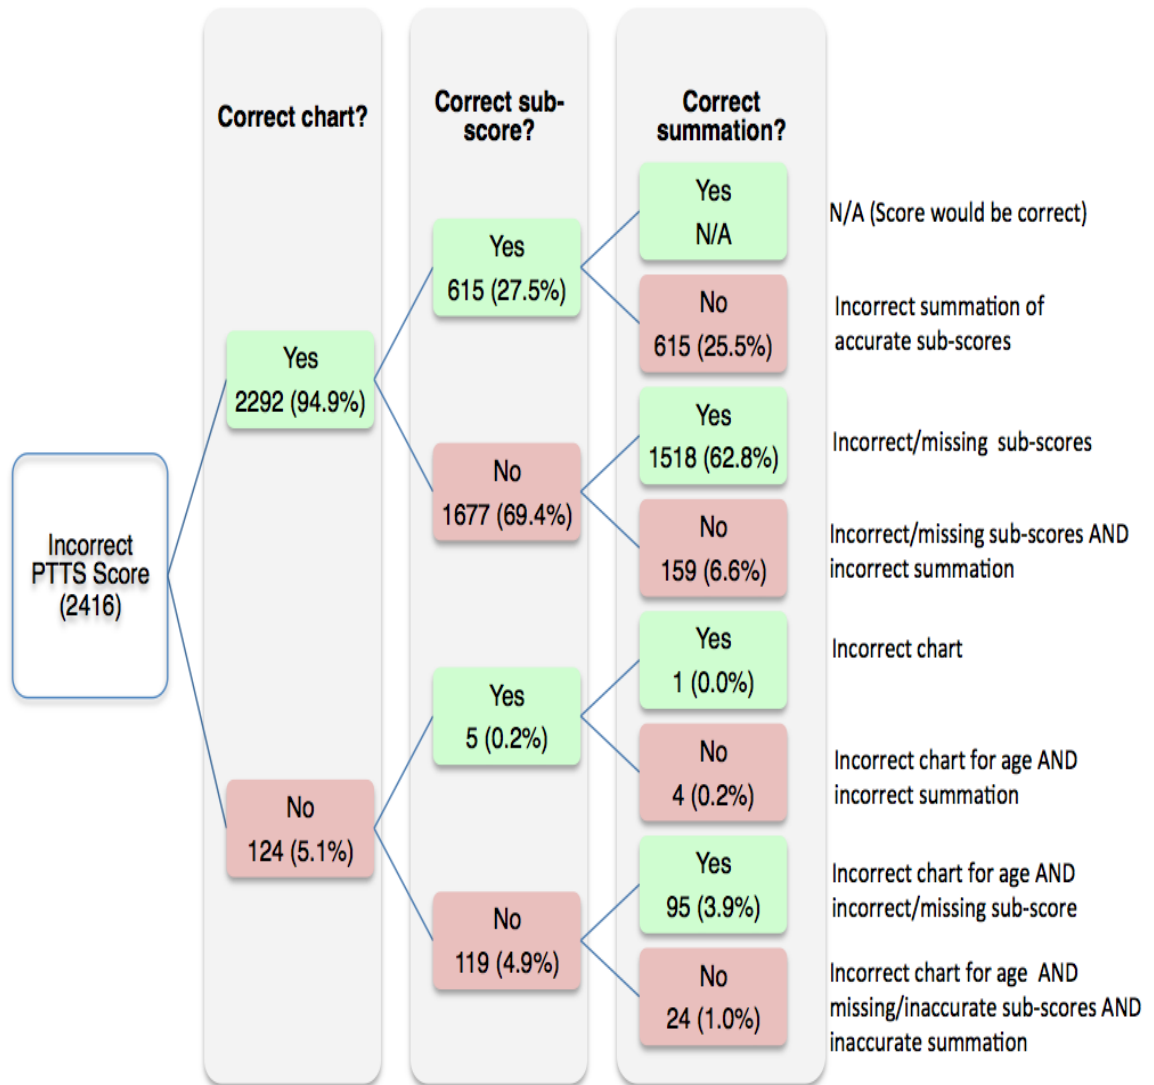 Correct chart?
Correct sub-
score?
Correct
summation?
Incorrect
PTTS Score
(2416)
Yes
2292 (94.9%)
No
124 (5.1%)
Yes
615 (27.5%)
No
1677 (69.4%)
Yes
5 (0.2%)
No
119 (4.9%)
Yes
N/A
N/A (Score would be correct)
No
615 (25.5%)
Incorrect summation of
accurate sub-scores
Yes
1518 (62.8%)
Incorrect/missing  sub-scores
No
159 (6.6%)
Incorrect/missing sub-scores AND
incorrect summation
Yes
1 (0.0%)
Incorrect chart
No
4 (0.2%)
Incorrect chart for age AND
incorrect summation
Yes
95 (3.9%)
Incorrect chart for age AND
incorrect/missing sub-score
No
24 (1.0%)
Incorrect chart for age  AND
missing/inaccurate sub-scores AND
inaccurate summation